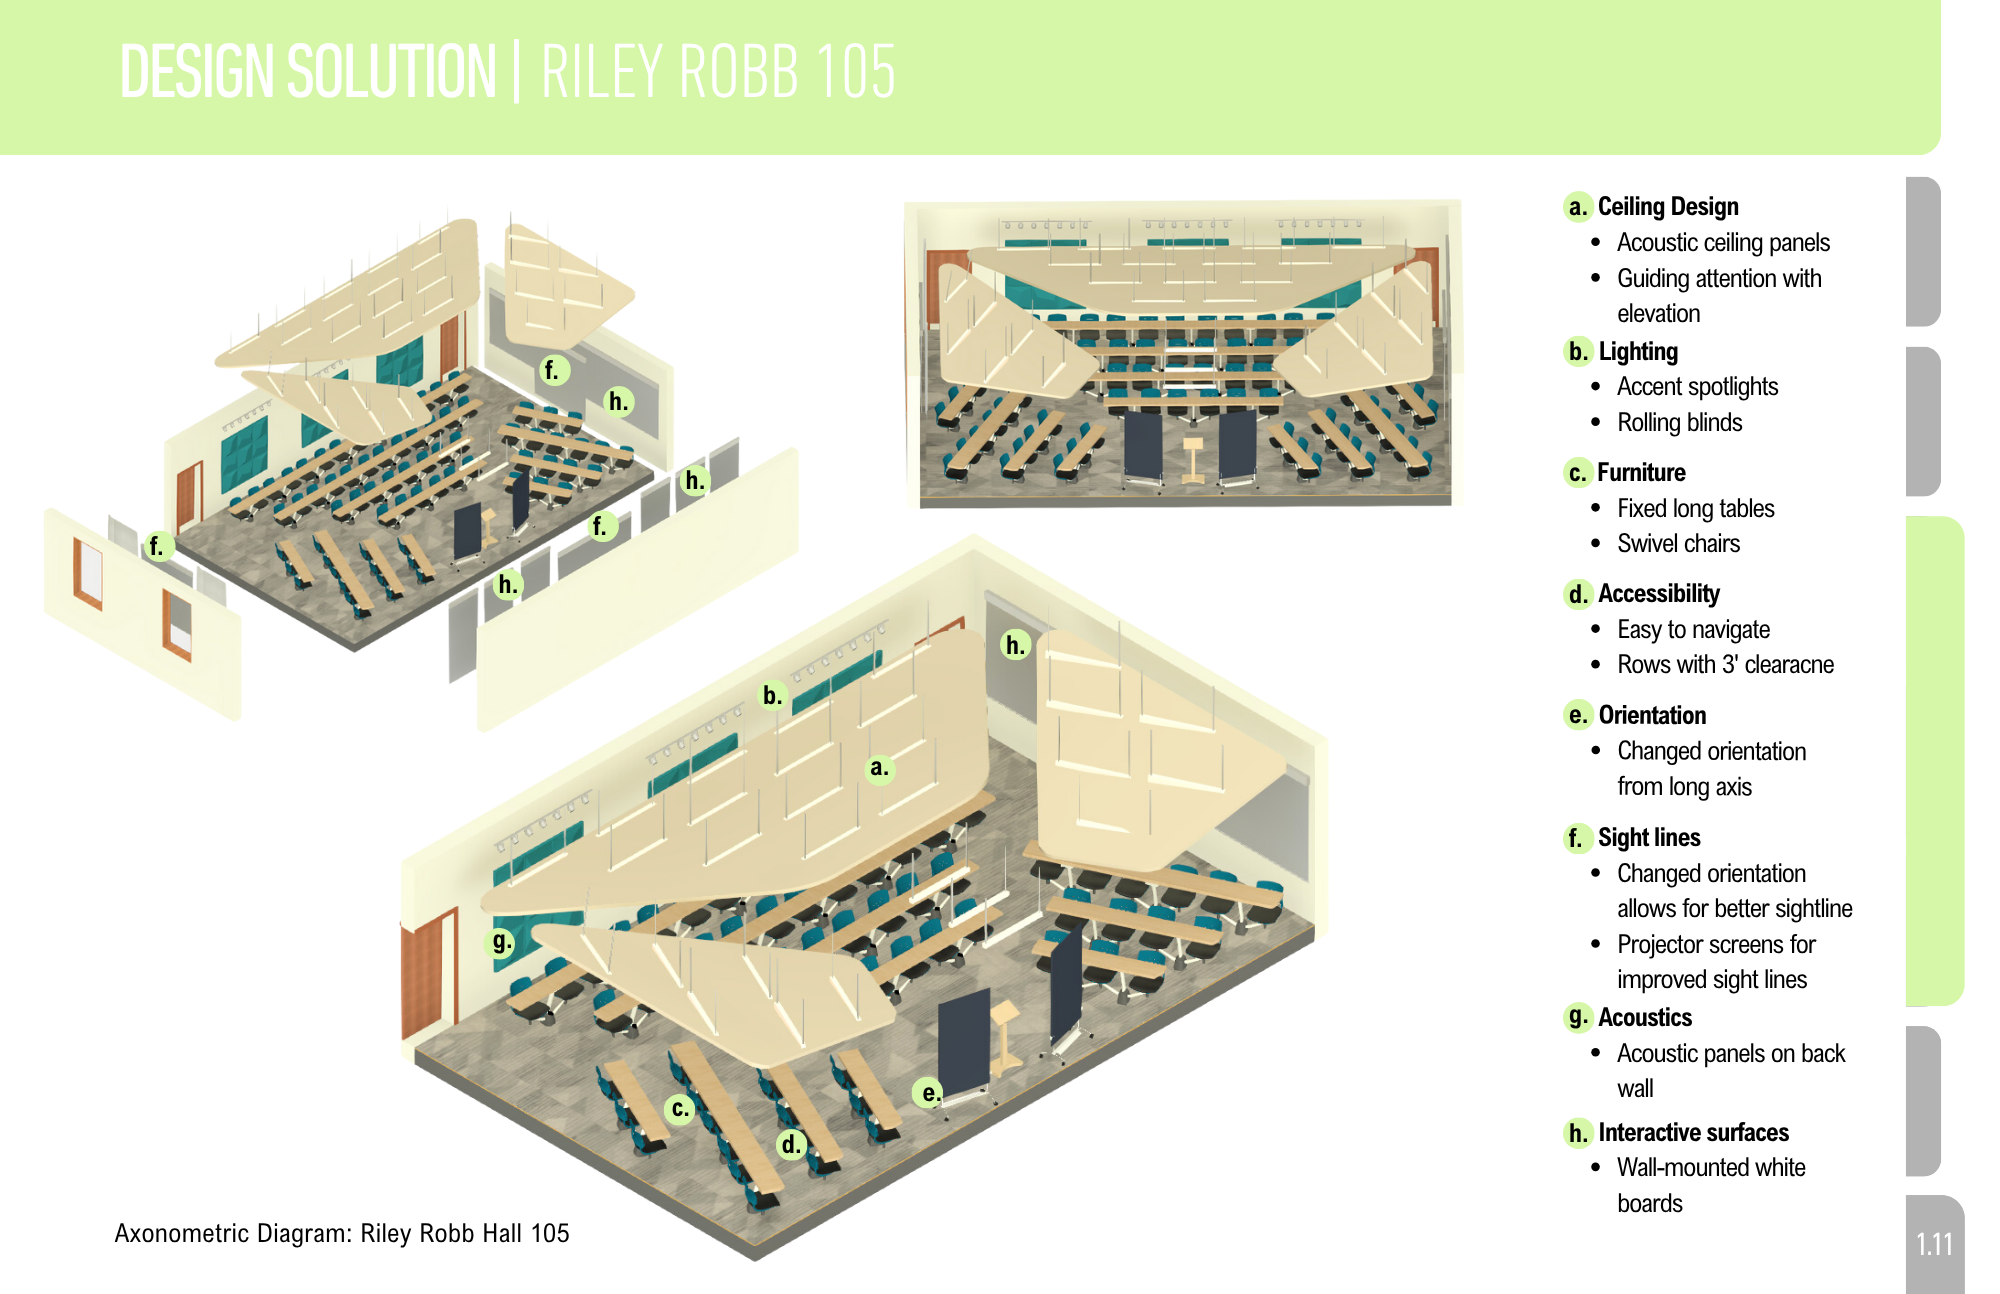 DESIGN SOLUTION | RILEY ROBB 105
f.
h.
h.
f.
f.
h.
h.
b.
a.
g.
c.
d.
e.
a. Ceiling Design
• Acoustic ceiling panels
• Guiding attention with
elevation
b. Lighting
• Accent spotlights
• Rolling blinds
c. Furniture
• Fixed long tables
• Swivel chairs
d. Accessibility
• Easy to navigate
• Rows with 3' clearacne
e. Orientation
• Changed orientation
from long axis
f. Sight lines
• Changed orientation
allows for better sightline
• Projector screens for
improved sight lines
g. Acoustics
• Acoustic panels on back
wall
h. Interactive surfaces
• Wall-mounted white
boards
Axonometric Diagram: Riley Robb Hall 105
1.11